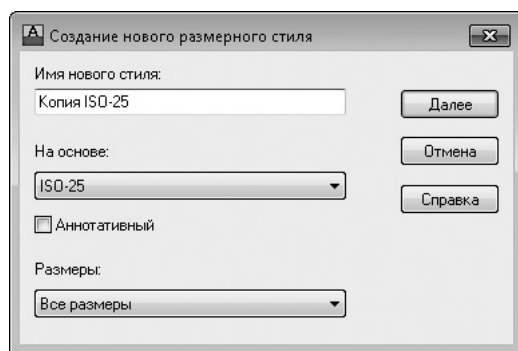 Создание нового размерного стиля
Имя нового стиля:
Копия ISO-25
Далее
На основе:
Отмена
ISO-25
Справка
Аннотативный
Размеры:
Все размеры